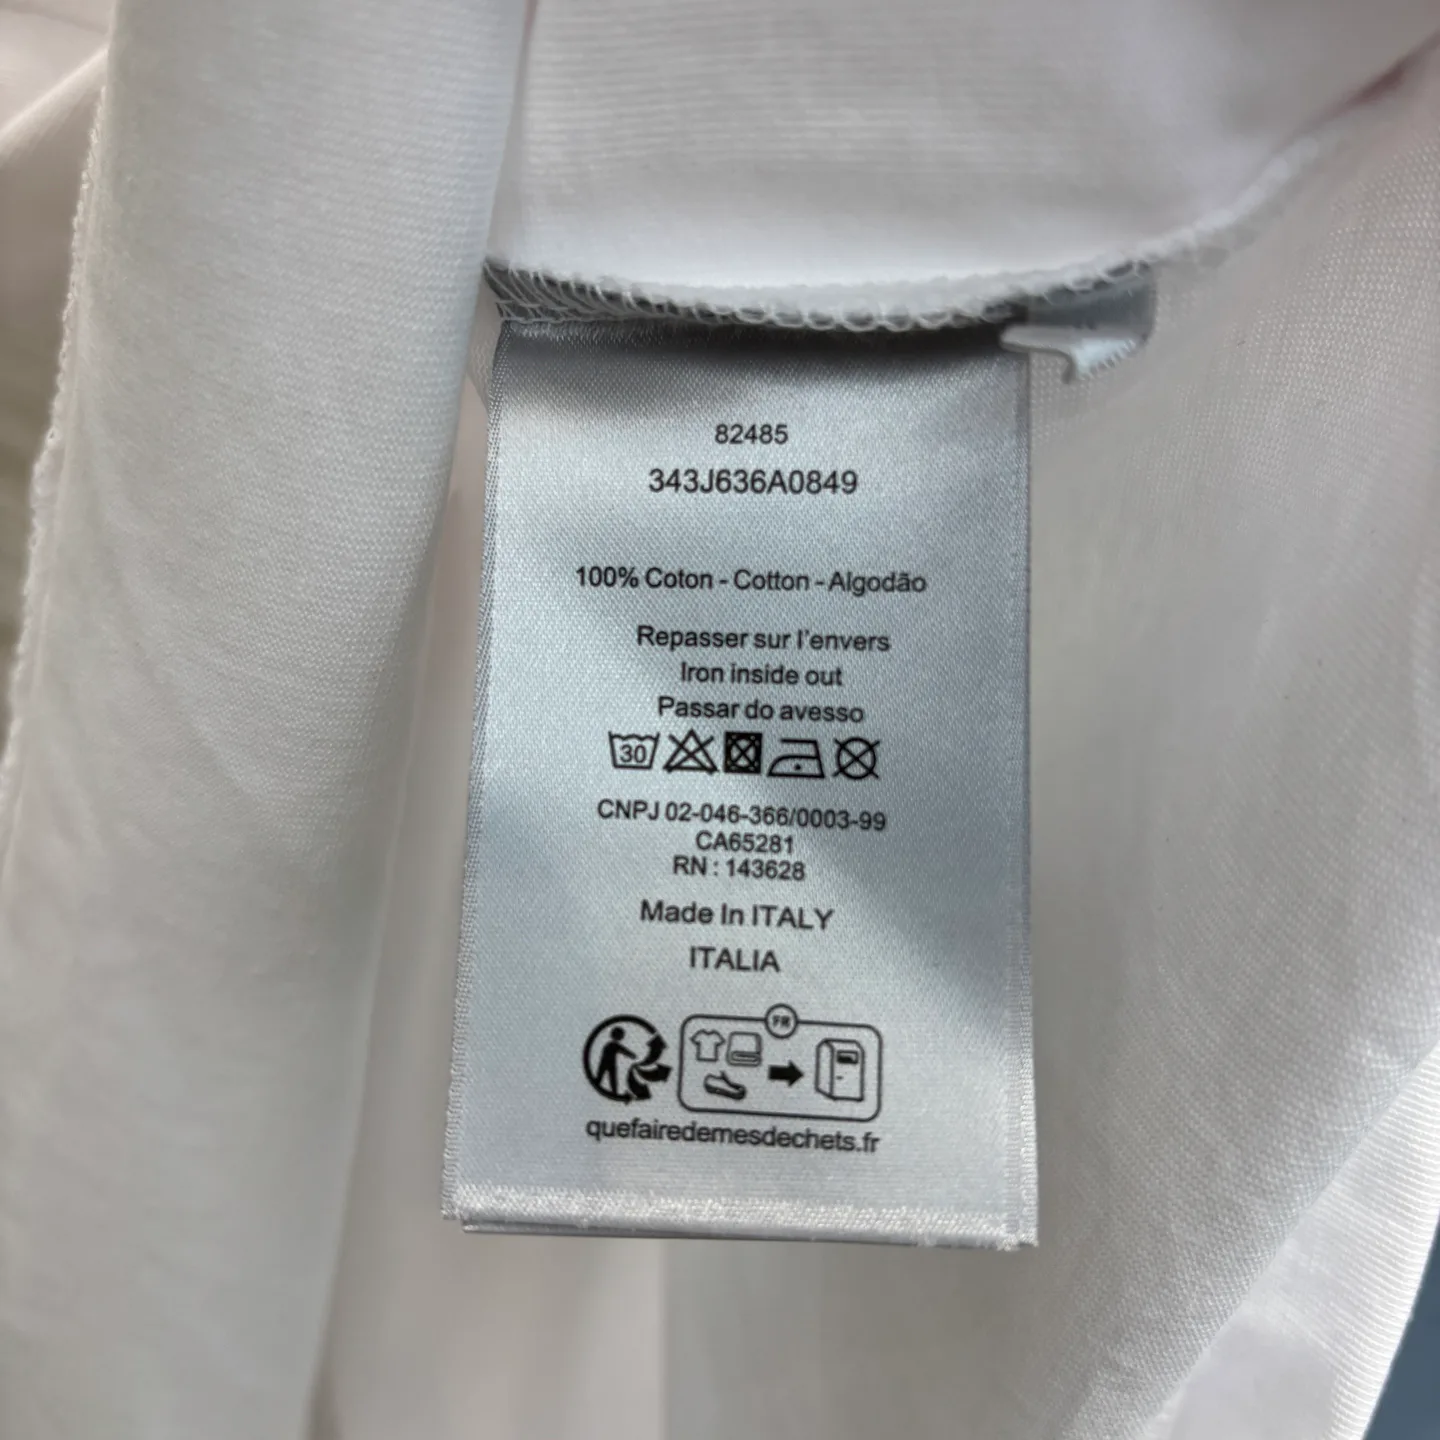 82485
343J636A0849
100% Coton - Cotton - Algodão
Repasser sur l'envers
Iron inside out
Passar do avesso
30
CNPJ 02-046-366/0003-99
CA65281
RN : 143628
Made In ITALY
ITALIA
FR
quefairedemesdechets.fr